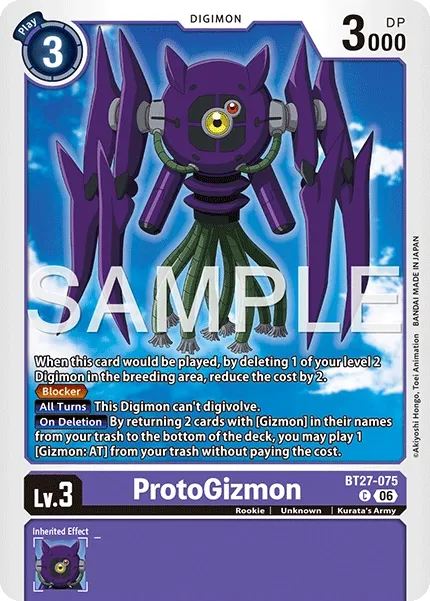 DIGIMON
Play
3
DP
3000
SAMPLE
When this card would be played, by deleting 1 of your level 2
Digimon in the breeding area, reduce the cost by 2.
Blocker
All Turns This Digimon can't digivolve.
On Deletion By returning 2 cards with [Gizmon] in their names
from your trash to the bottom of the deck, you may play 1
[Gizmon: AT] from your trash without paying the cost.
©Akiyoshi Hongo, Toei Animation BANDAI MADE IN JAPAN
Lv.3
ProtoGizmon
BT27-075
C 06
Rookie | Unknown | Kurata's Army
Inherited Effect
-